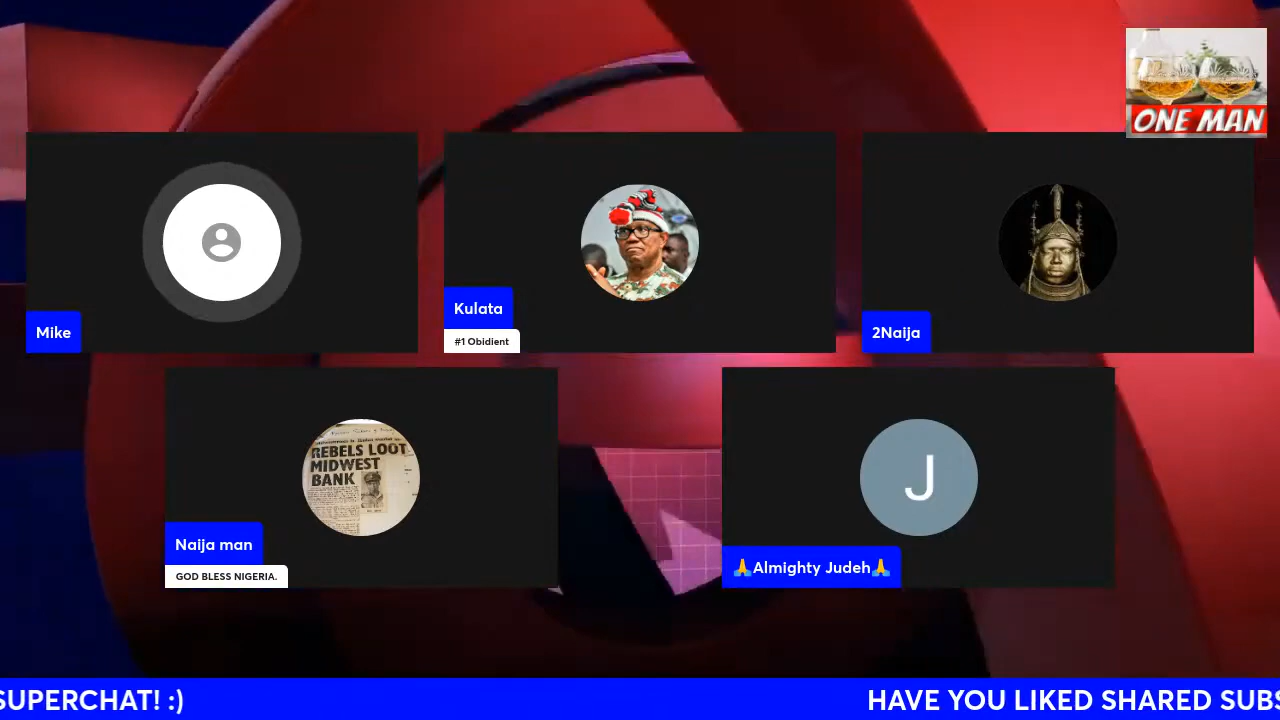 ONE MAN
Mike
Kulata
#1 Obidient
2Naija
REBELS LOOT
MIDWEST
BANK
Naija man
GOD BLESS NIGERIA.
J
🙏Almighty Judeh🙏
SUPERCHAT! :)
HAVE YOU LIKED SHARED SUBS